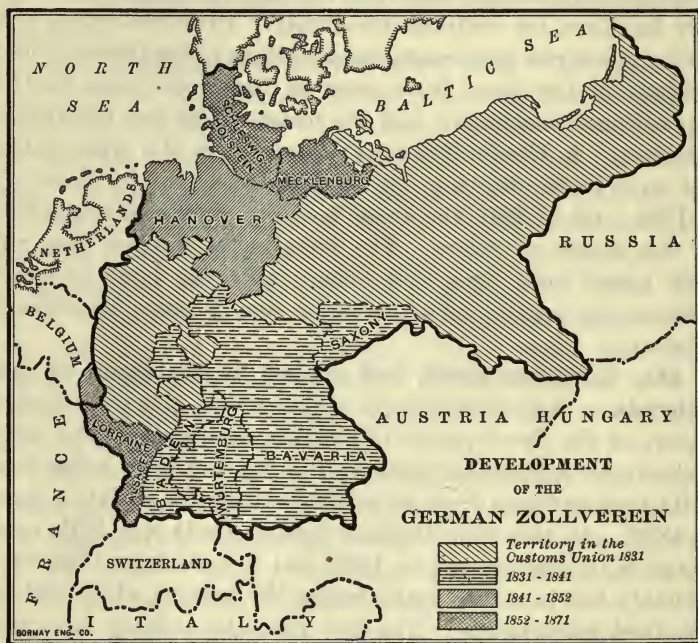 NORTH
SEA
BALTIC SEA
SCHLESWIG
HOLSTEIN
MECKLENBURG
HANOVER
NETHERLANDS
RUSSIA
BELGIUM
SAXONY
AUSTRIA HUNGARY
LORRAINE
ALSACE
BADEN
WURTEMBURG
BAVARIA
FRANCE
SWITZERLAND
ITALY
DEVELOPMENT
OF THE
GERMAN ZOLLVEREIN
Territory in the
Customs Union 1831
1831 - 1841
1841 - 1852
1852 - 1871
BORMAY ENG. CO.